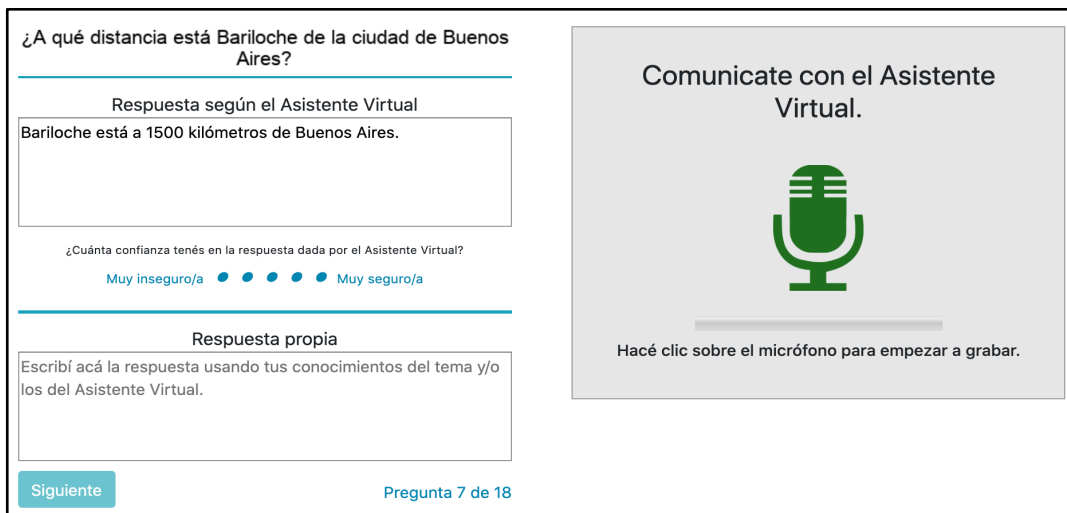 ¿A qué distancia está Bariloche de la ciudad de Buenos
Aires?
Respuesta según el Asistente Virtual
Bariloche está a 1500 kilómetros de Buenos Aires.
¿Cuánta confianza tenés en la respuesta dada por el Asistente Virtual?
Muy inseguro/a Muy seguro/a
Respuesta propia
Escribí acá la respuesta usando tus conocimientos del tema y/o
los del Asistente Virtual.
Siguiente
Pregunta 7 de 18
Comunicate con el Asistente
Virtual.
Hacé clic sobre el micrófono para empezar a grabar.